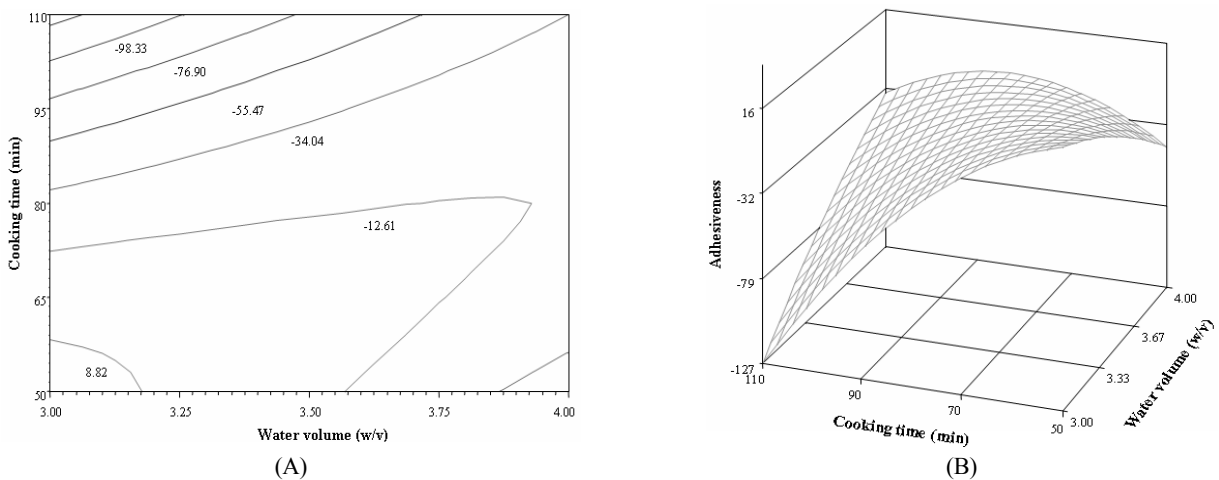 110
-98.33
-76.90
-55.47
-34.04
95
80
-12.61
65
8.82
50
3.00 3.25 3.50 3.75 4.00
Cooking time (min)
Water volume (w/v)
(A)
16
-32
-79
-127
Adhesiveness
110
90
70
50
Cooking time (min)
3.00
3.33
3.67
4.00
Water volume (w/v)
(B)